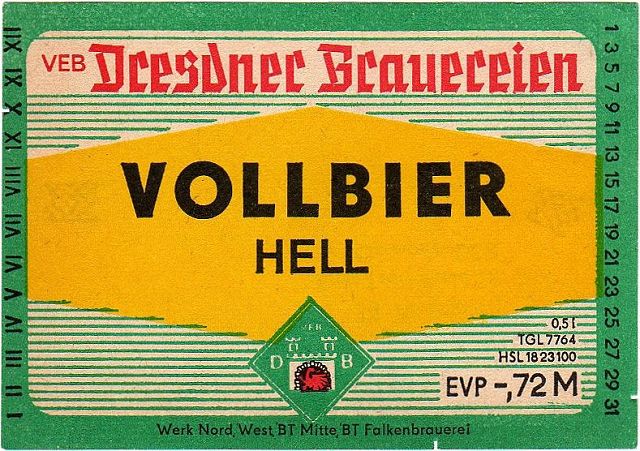 VEB Dresdner Brauereien
VOLLBIER
HELL
VEB
D B
0,5 l
TGL 7764
HSL 18 23 100
EVP -,72 M
Werk Nord, West, BT Mitte, BT Falkenbrauerei
I II III IV V VI VII VIII IX X XI XII
1 3 5 7 9 11 13 15 17 19 21 23 25 27 29 31